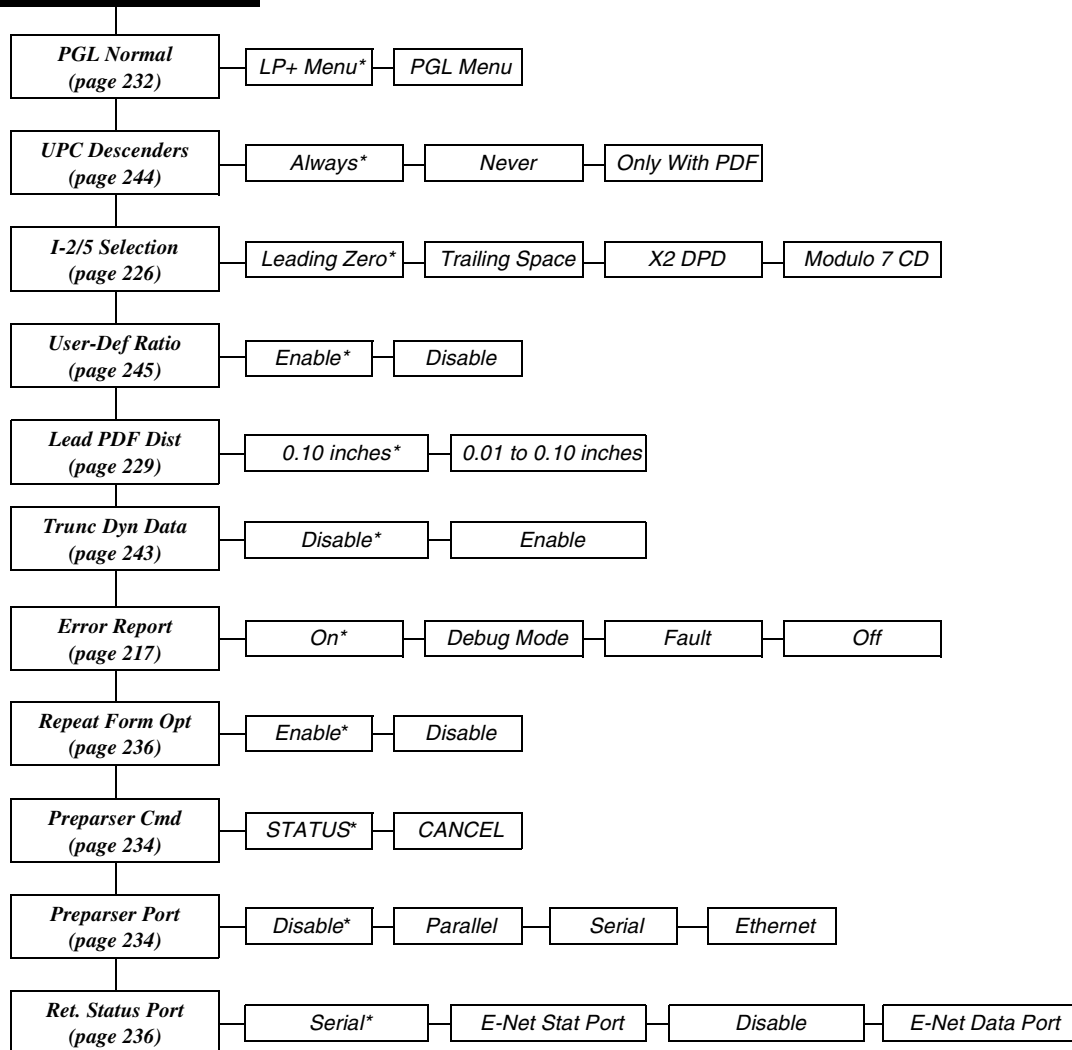 PGL Normal
(page 232)
LP+ Menu*
PGL Menu
UPC Descenders
(page 244)
Always*
Never
Only With PDF
I-2/5 Selection
(page 226)
Leading Zero*
Trailing Space
X2 DPD
Modulo 7 CD
User-Def Ratio
(page 245)
Enable*
Disable
Lead PDF Dist
(page 229)
0.10 inches*
0.01 to 0.10 inches
Trunc Dyn Data
(page 243)
Disable*
Enable
Error Report
(page 217)
On*
Debug Mode
Fault
Off
Repeat Form Opt
(page 236)
Enable*
Disable
Preparser Cmd
(page 234)
STATUS*
CANCEL
Preparser Port
(page 234)
Disable*
Parallel
Serial
Ethernet
Ret. Status Port
(page 236)
Serial*
E-Net Stat Port
Disable
E-Net Data Port